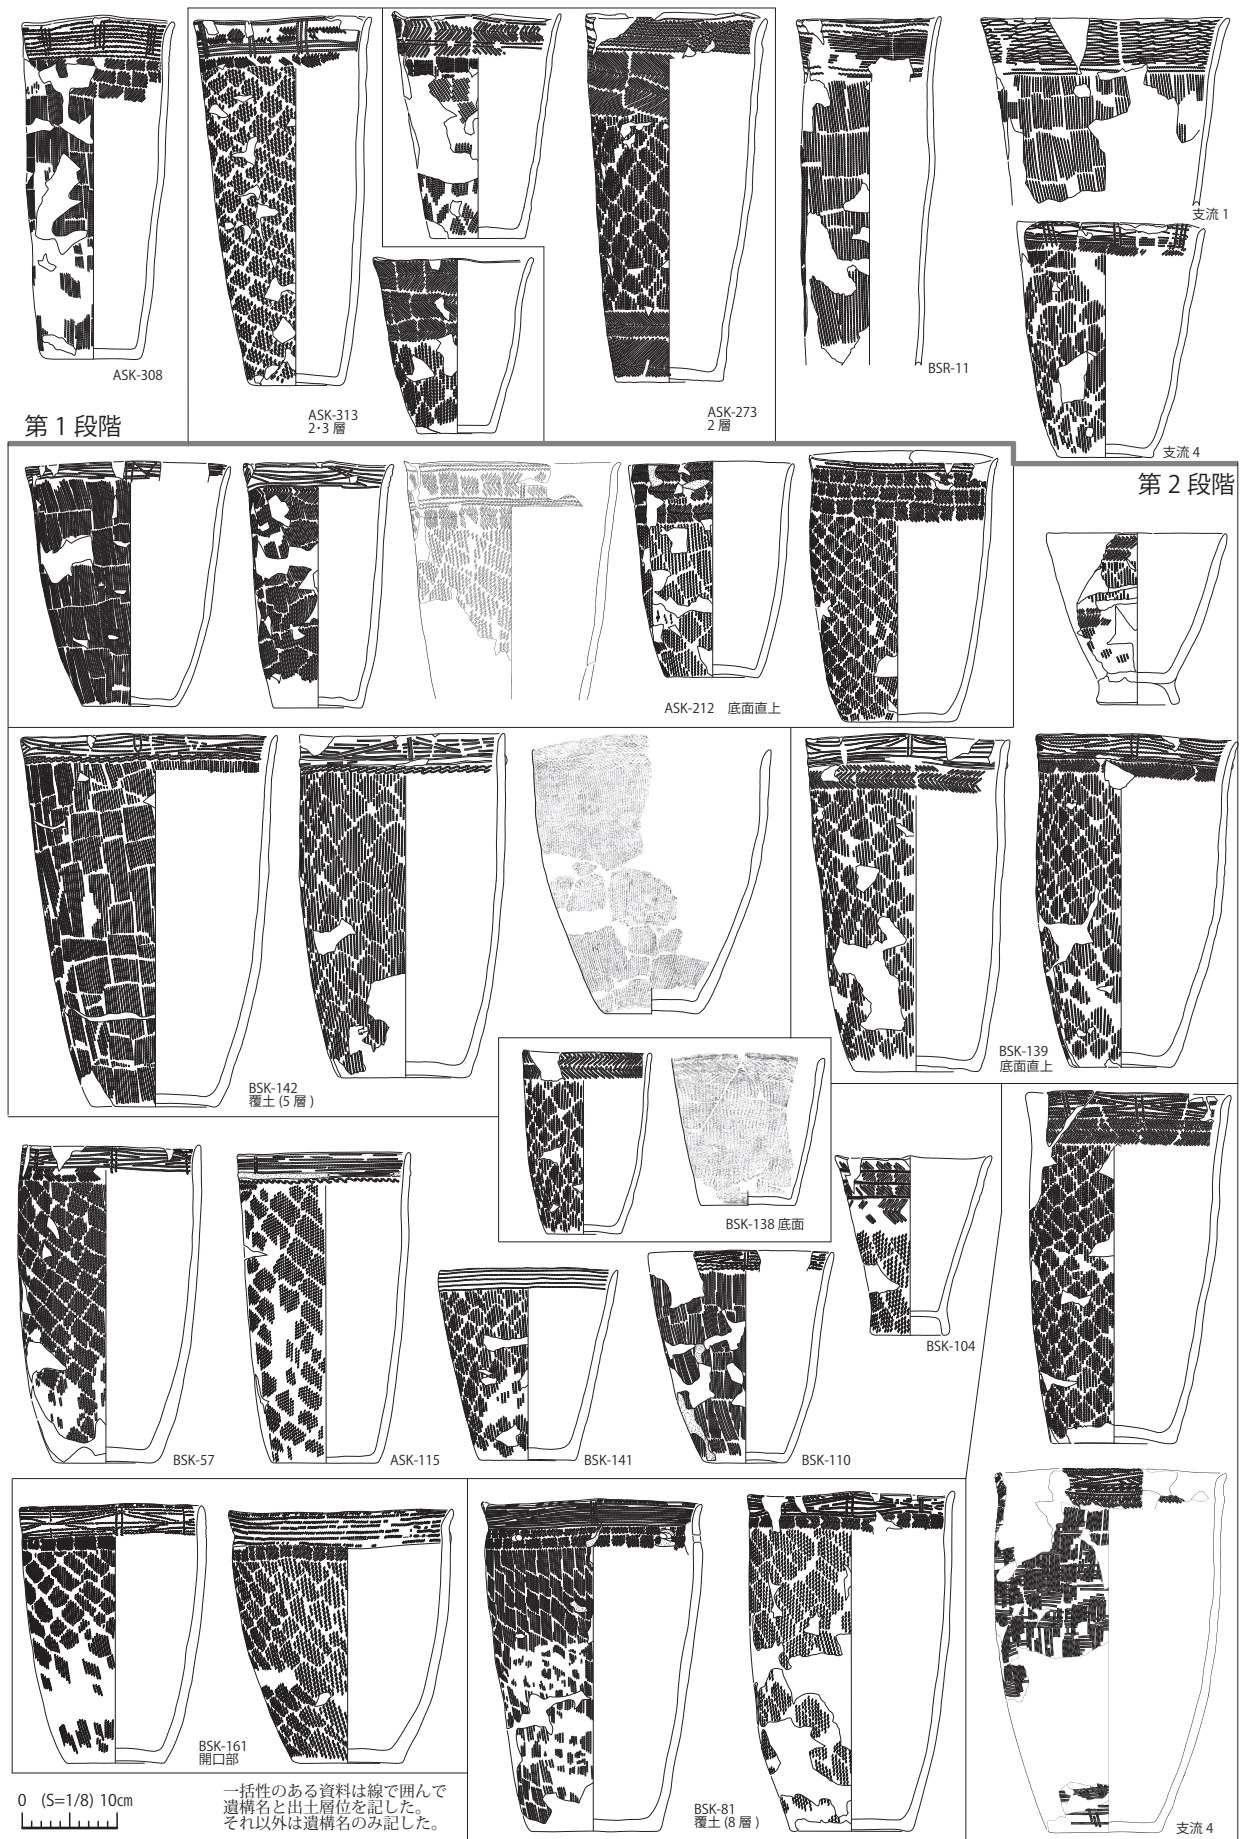 支流 1
ASK-308
BSR-11
ASK-313
2・3 層
ASK-273
2 層
第 1 段階
支流 4
第 2 段階
ASK-212　底面直上
BSK-142
覆土 (5 層 )
BSK-139
底面直上
BSK-138 底面
BSK-104
BSK-57
ASK-115
BSK-141
BSK-110
BSK-161
開口部
BSK-81
覆土 (8 層 )
支流 4
0　(S=1/8)　10cm
一括性のある資料は線で囲んで
遺構名と出土層位を記した。
それ以外は遺構名のみ記した。